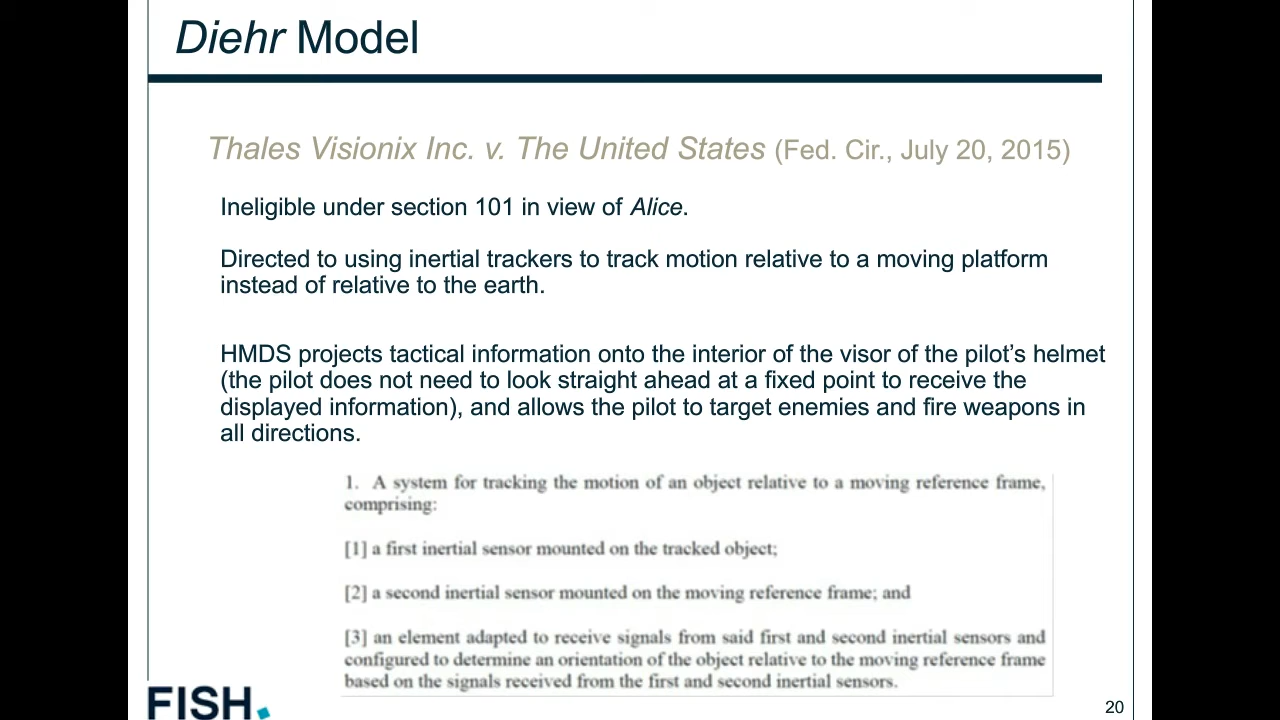 Diehr Model
Thales Visionix Inc. v. The United States (Fed. Cir., July 20, 2015)
Ineligible under section 101 in view of Alice.
Directed to using inertial trackers to track motion relative to a moving platform
instead of relative to the earth.
HMDS projects tactical information onto the interior of the visor of the pilot’s helmet
(the pilot does not need to look straight ahead at a fixed point to receive the
displayed information), and allows the pilot to target enemies and fire weapons in
all directions.
1. A system for tracking the motion of an object relative to a moving reference frame,
comprising:
[1] a first inertial sensor mounted on the tracked object;
[2] a second inertial sensor mounted on the moving reference frame; and
[3] an element adapted to receive signals from said first and second inertial sensors and
configured to determine an orientation of the object relative to the moving reference frame
based on the signals received from the first and second inertial sensors.
FISH.
20